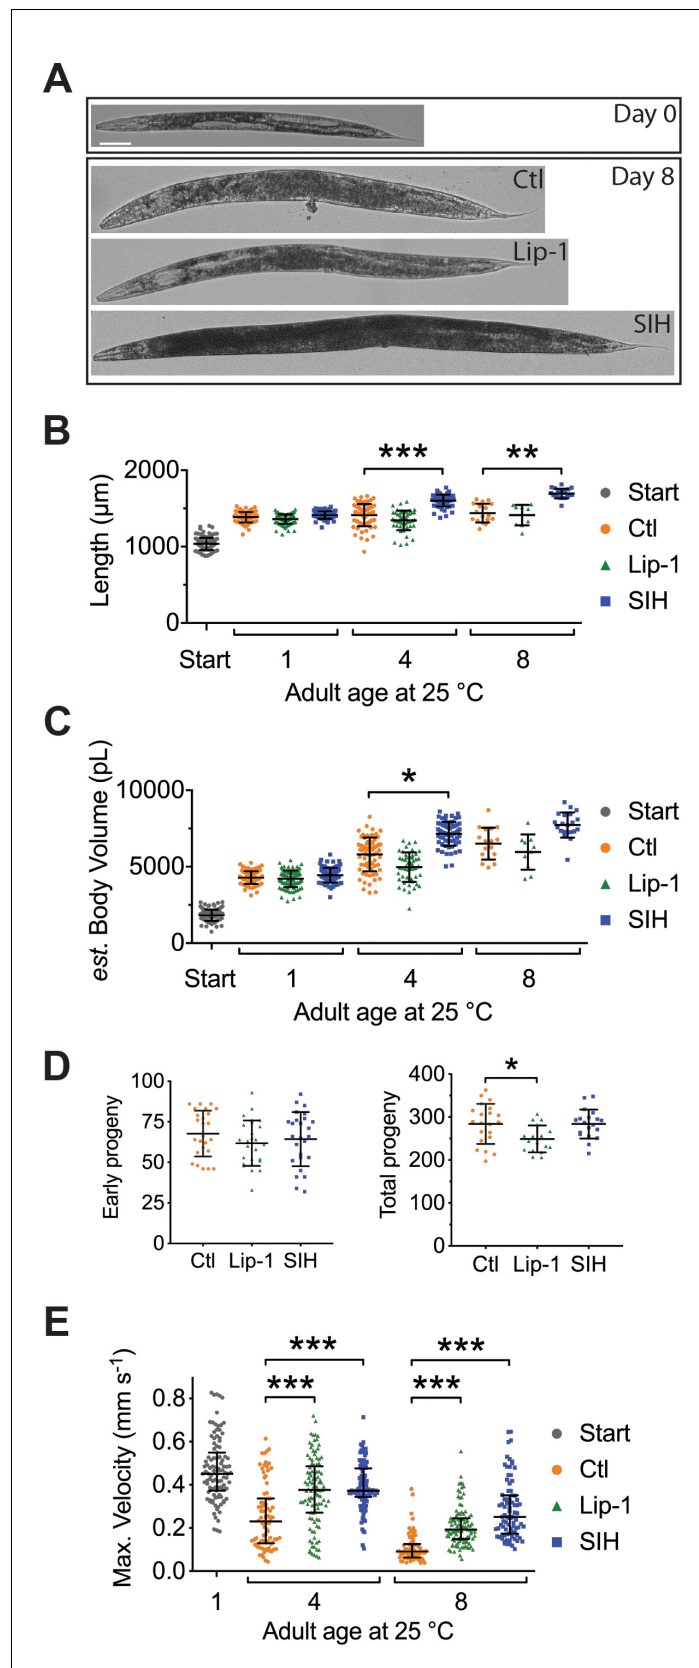 A
Day 0
Ctl
Day 8
Lip-1
SIH
B
***
**
Length (µm)
2000
1000
0
Start
1
4
8
Adult age at 25 °C
Start
Ctl
Lip-1
SIH
C
*
est. Body Volume (pL)
10000
5000
0
Start
1
4
8
Adult age at 25 °C
Start
Ctl
Lip-1
SIH
D
Early progeny
100
75
50
25
0
Ctl Lip-1 SIH
*
Total progeny
400
300
200
100
0
Ctl Lip-1 SIH
E
***
***
***
***
Max. Velocity (mm s-1)
0.8
0.6
0.4
0.2
0.0
1
4
8
Adult age at 25 °C
Start
Ctl
Lip-1
SIH